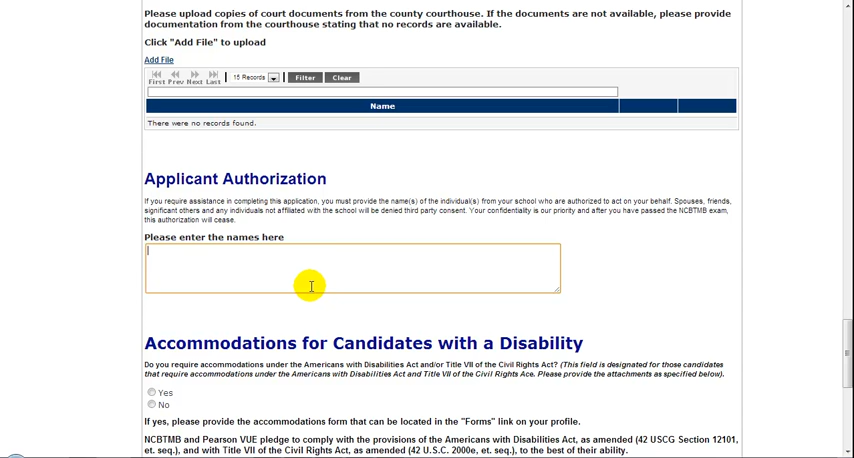 Please upload copies of court documents from the county courthouse. If the documents are not available, please provide
documentation from the courthouse stating that no records are available.
Click "Add File" to upload
Add File
First Prev Next Last 15 Records Filter Clear
Name
There were no records found.
Applicant Authorization
If you require assistance in completing this application, you must provide the name(s) of the individual(s) from your school who are authorized to act on your behalf. Spouses, friends,
significant others and any individuals not affiliated with the school will be denied third party consent. Your confidentiality is our priority and after you have passed the NCBTMB exam,
this authorization will cease.
Please enter the names here
Accommodations for Candidates with a Disability
Do you require accommodations under the Americans with Disabilities Act and/or Title VII of the Civil Rights Act? (This field is designated for those candidates
that require accommodations under the Americans with Disabilities Act and Title VII of the Civil Rights Ace. Please provide the attachments as specified below).
Yes
No
If yes, please provide the accommodations form that can be located in the "Forms" link on your profile.
NCBTMB and Pearson VUE pledge to comply with the provisions of the Americans with Disabilities Act, as amended (42 USCG Section 12101,
et. seq.), and with Title VII of the Civil Rights Act, as amended (42 U.S.C. 2000e, et. seq.), to the best of their ability.